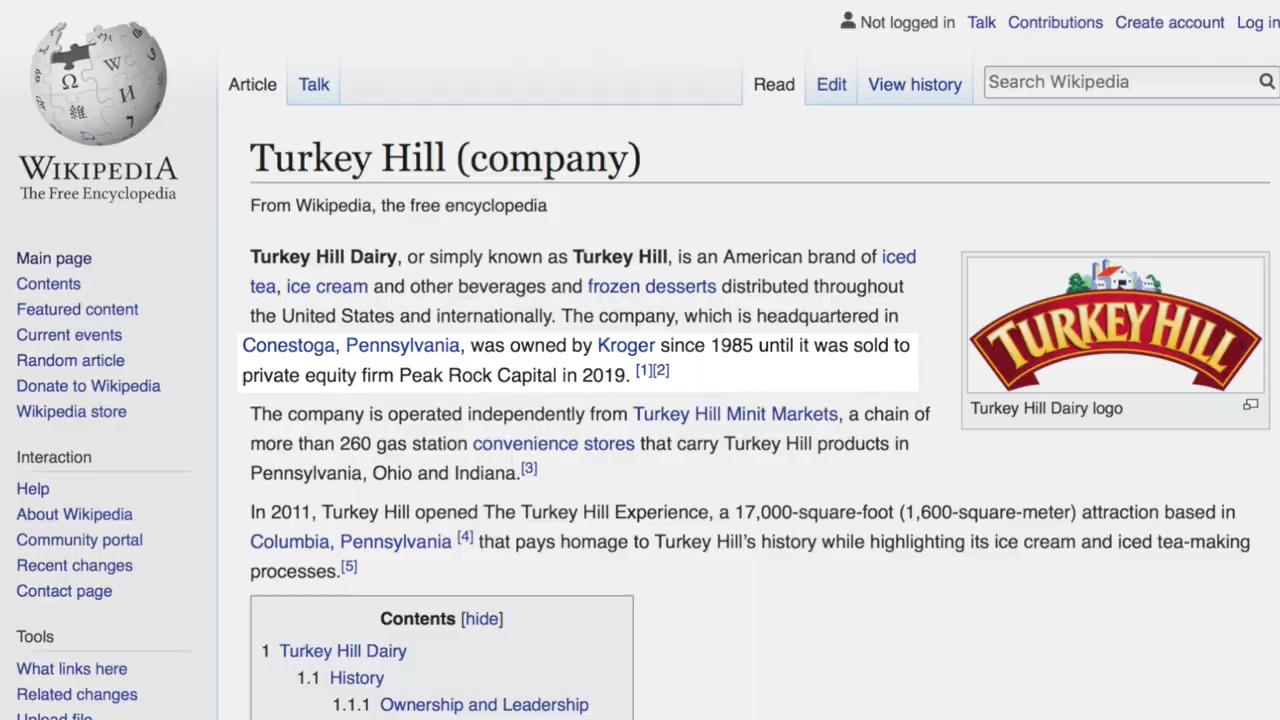 Not logged in Talk Contributions Create account Log in
Article Talk Read Edit View history Search Wikipedia
Ω W И 維 7
WIKIPEDIA
The Free Encyclopedia
Main page
Contents
Featured content
Current events
Random article
Donate to Wikipedia
Wikipedia store
Interaction
Help
About Wikipedia
Community portal
Recent changes
Contact page
Tools
What links here
Related changes
Upload file
Turkey Hill (company)
From Wikipedia, the free encyclopedia
Turkey Hill Dairy, or simply known as Turkey Hill, is an American brand of iced
tea, ice cream and other beverages and frozen desserts distributed throughout
the United States and internationally. The company, which is headquartered in
Conestoga, Pennsylvania, was owned by Kroger since 1985 until it was sold to
private equity firm Peak Rock Capital in 2019. [1][2]
The company is operated independently from Turkey Hill Minit Markets, a chain of
more than 260 gas station convenience stores that carry Turkey Hill products in
Pennsylvania, Ohio and Indiana.[3]
In 2011, Turkey Hill opened The Turkey Hill Experience, a 17,000-square-foot (1,600-square-meter) attraction based in
Columbia, Pennsylvania [4] that pays homage to Turkey Hill’s history while highlighting its ice cream and iced tea-making
processes.[5]
TURKEY HILL
Turkey Hill Dairy logo
Contents [hide]
1 Turkey Hill Dairy
1.1 History
1.1.1 Ownership and Leadership